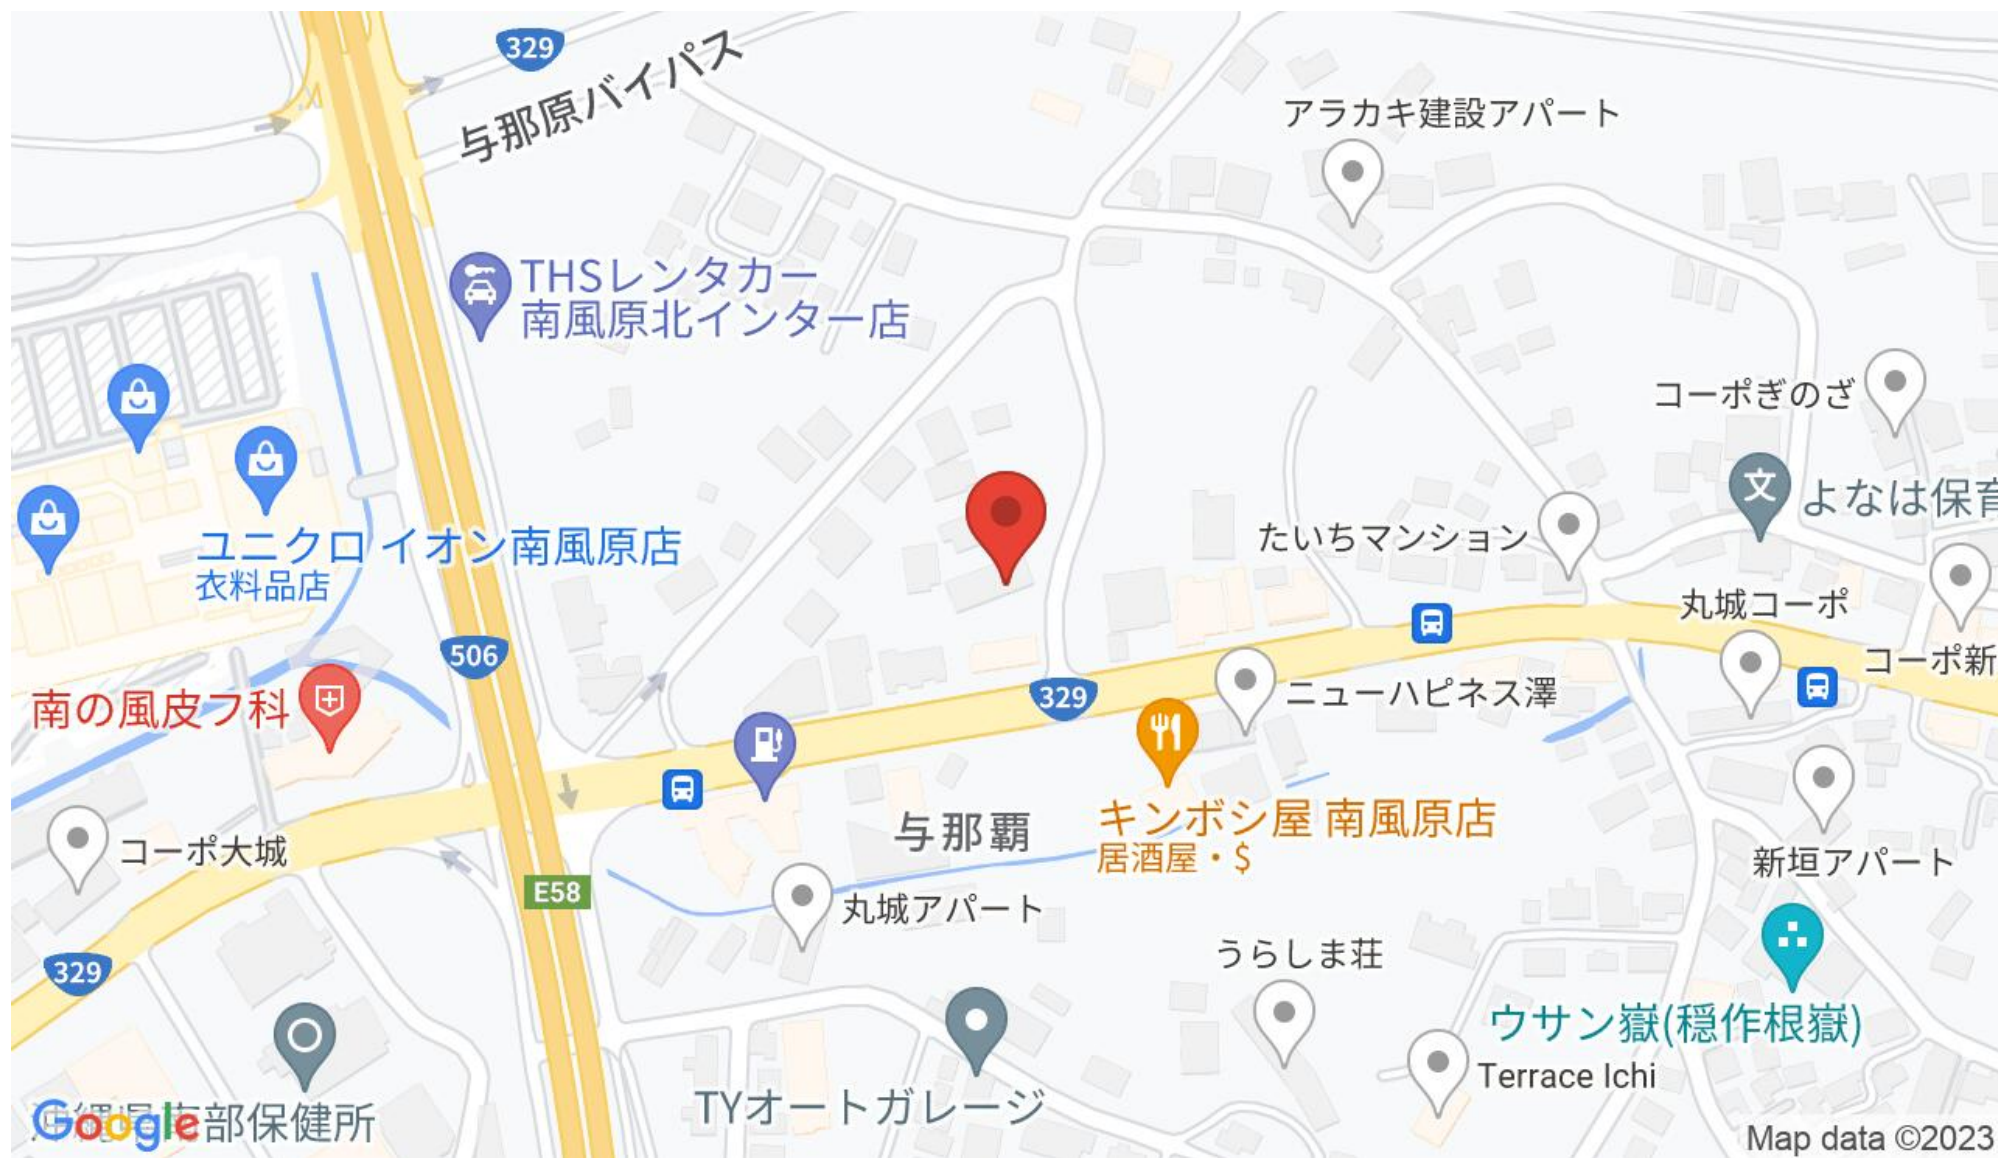 329
与那原バイパス
アラカキ建設アパート
THSレンタカー
南風原北インター店
コーポぎのざ
よなは保育
ユニクロ イオン南風原店
衣料品店
たいちマンション
丸城コーポ
506
コーポ新
南の風皮フ科
329
ニューハピネス澤
キンボシ屋 南風原店
居酒屋・$
与那覇
コーポ大城
新垣アパート
E58
丸城アパート
うらしま荘
329
ウサン嶽(穏作根嶽)
Terrace Ichi
TYオートガレージ
Google
南部保健所
Map data ©2023